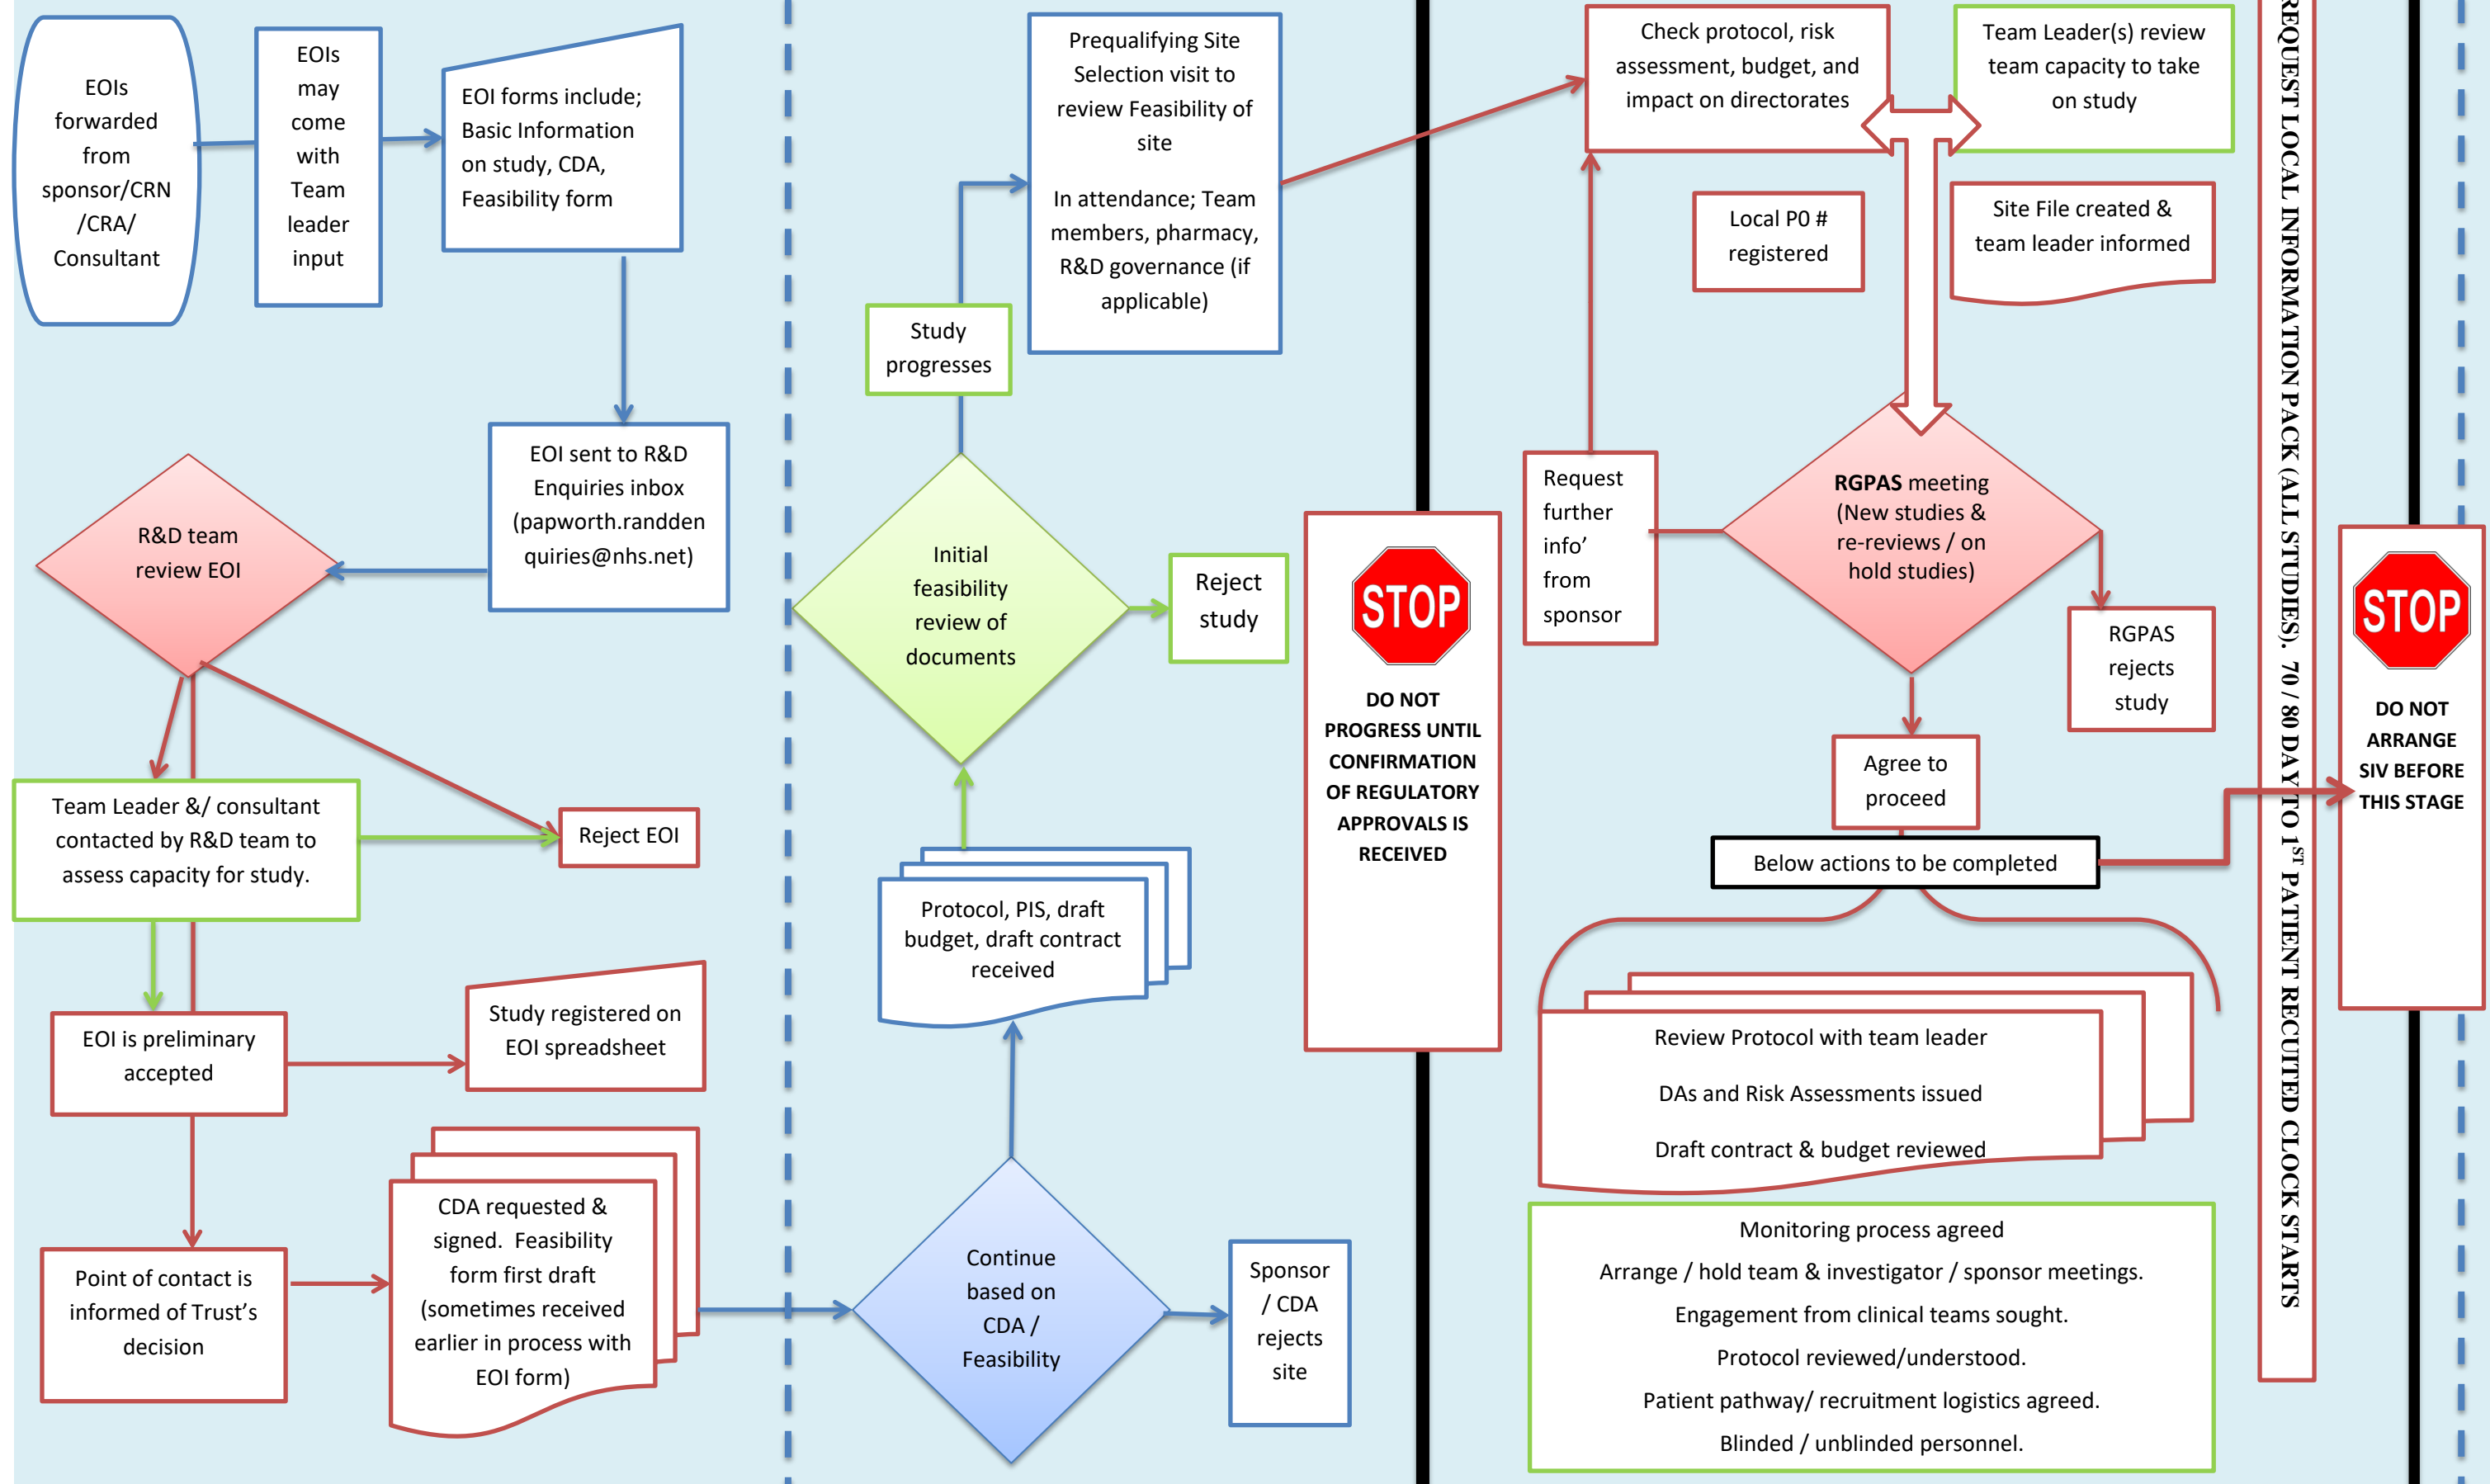 EOIs
forwarded
from
sponsor/CRN
/CRA/
Consultant
EOIs
may
come
with
Team
leader
input
EOI forms include;
Basic Information
on study, CDA,
Feasibility form
EOI sent to R&D
Enquiries inbox
(papworth.randden
quiries@nhs.net)
R&D team
review EOI
Team Leader &/ consultant
contacted by R&D team to
assess capacity for study.
Reject EOI
EOI is preliminary
accepted
Study registered on
EOI spreadsheet
Point of contact is
informed of Trust's
decision
CDA requested &
signed. Feasibility
form first draft
(sometimes received
earlier in process with
EOI form)
Prequalifying Site
Selection visit to
review Feasibility of
site
In attendance; Team
members, pharmacy,
R&D governance (if
applicable)
Study
progresses
Initial
feasibility
review of
documents
Reject
study
Protocol, PIS, draft
budget, draft contract
received
Continue
based on
CDA /
Feasibility
Sponsor
/ CDA
rejects
site
STOP
DO NOT
PROGRESS UNTIL
CONFIRMATION
OF REGULATORY
APPROVALS IS
RECEIVED
Check protocol, risk
assessment, budget, and
impact on directorates
Team Leader(s) review
team capacity to take
on study
Local P0 #
registered
Site File created &
team leader informed
Request
further
info’
from
sponsor
RGPAS meeting
(New studies &
re-reviews / on
hold studies)
RGPAS
rejects
study
Agree to
proceed
Below actions to be completed
Review Protocol with team leader
DAs and Risk Assessments issued
Draft contract & budget reviewed
Monitoring process agreed
Arrange / hold team & investigator / sponsor meetings.
Engagement from clinical teams sought.
Protocol reviewed/understood.
Patient pathway/ recruitment logistics agreed.
Blinded / unblinded personnel.
REQUEST LOCAL INFORMATION PACK (ALL STUDIES). 70 / 80 DAY TO 1ST PATIENT RECUITED CLOCK STARTS
STOP
DO NOT
ARRANGE
SIV BEFORE
THIS STAGE